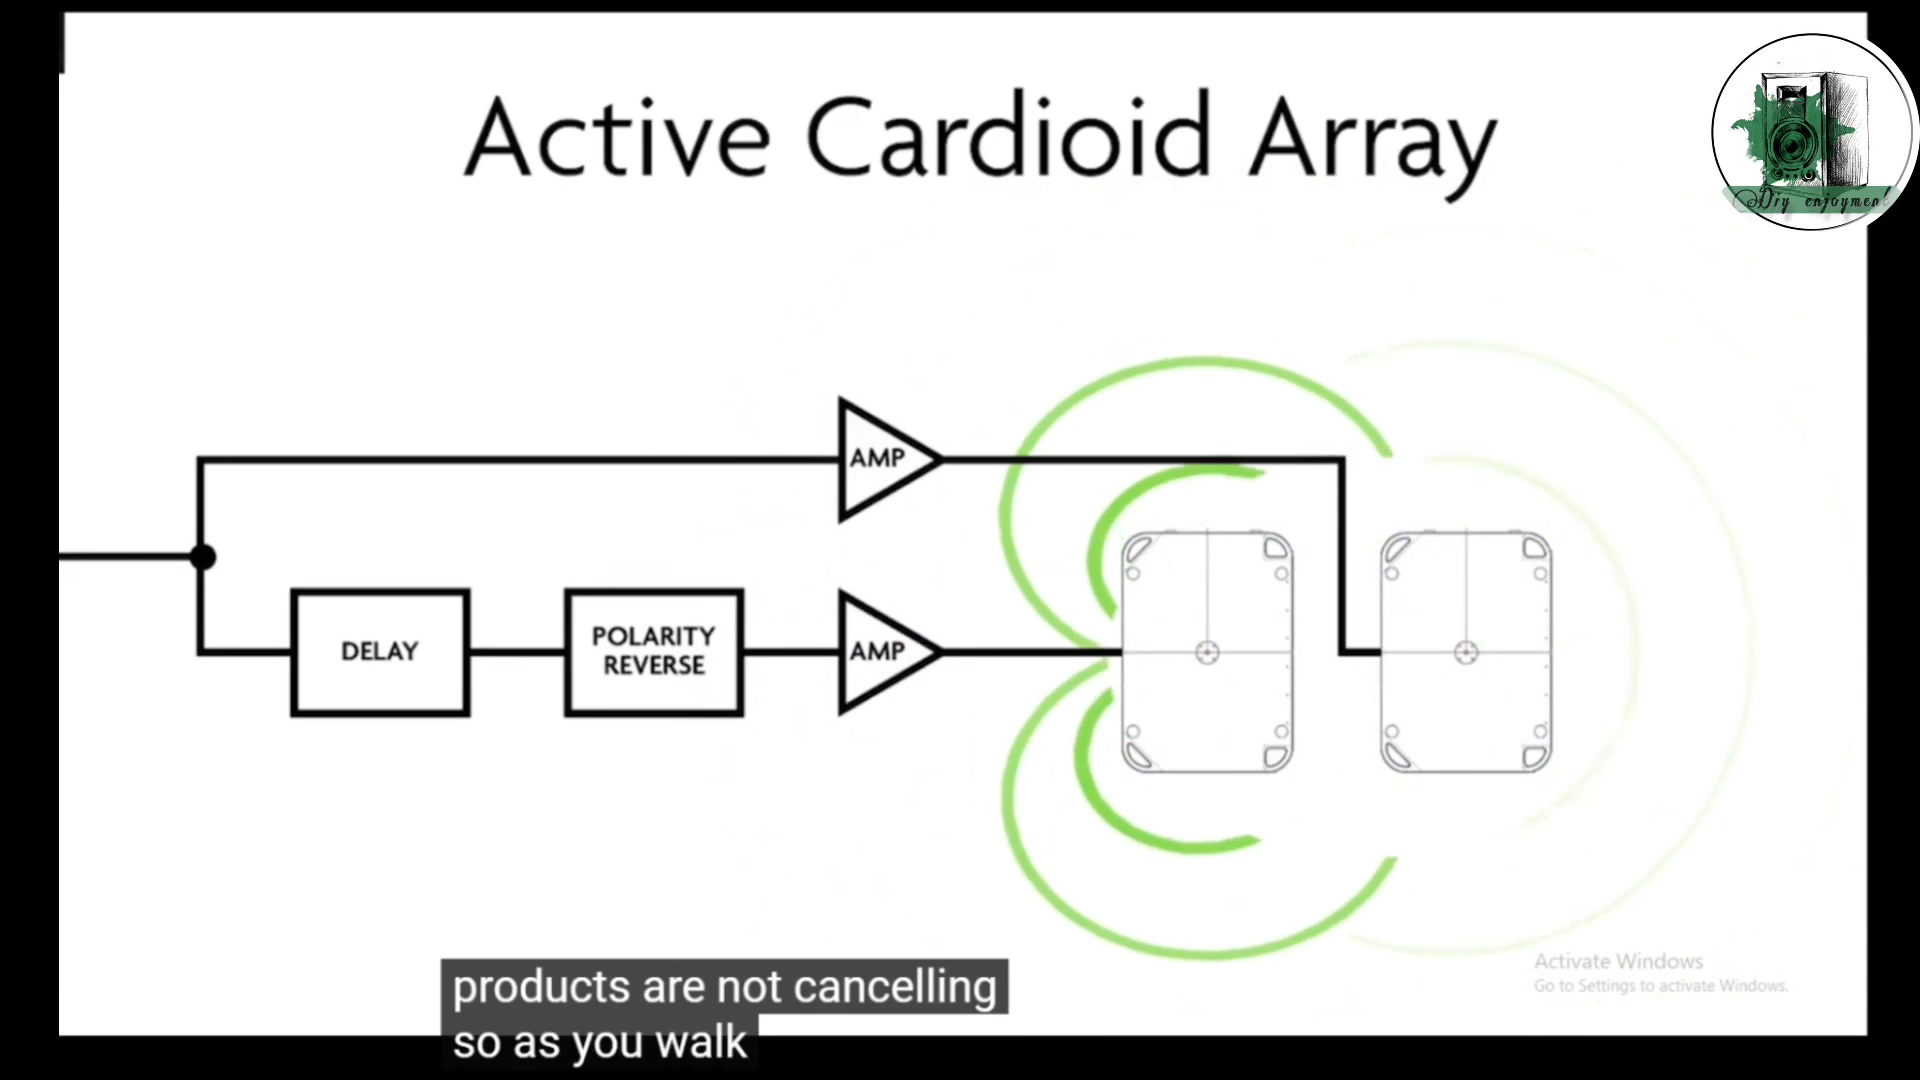 Active Cardioid Array
Diy enjoyment
AMP
DELAY
POLARITY
REVERSE
AMP
products are not cancelling
so as you walk
Activate Windows
Go to Settings to activate Windows.